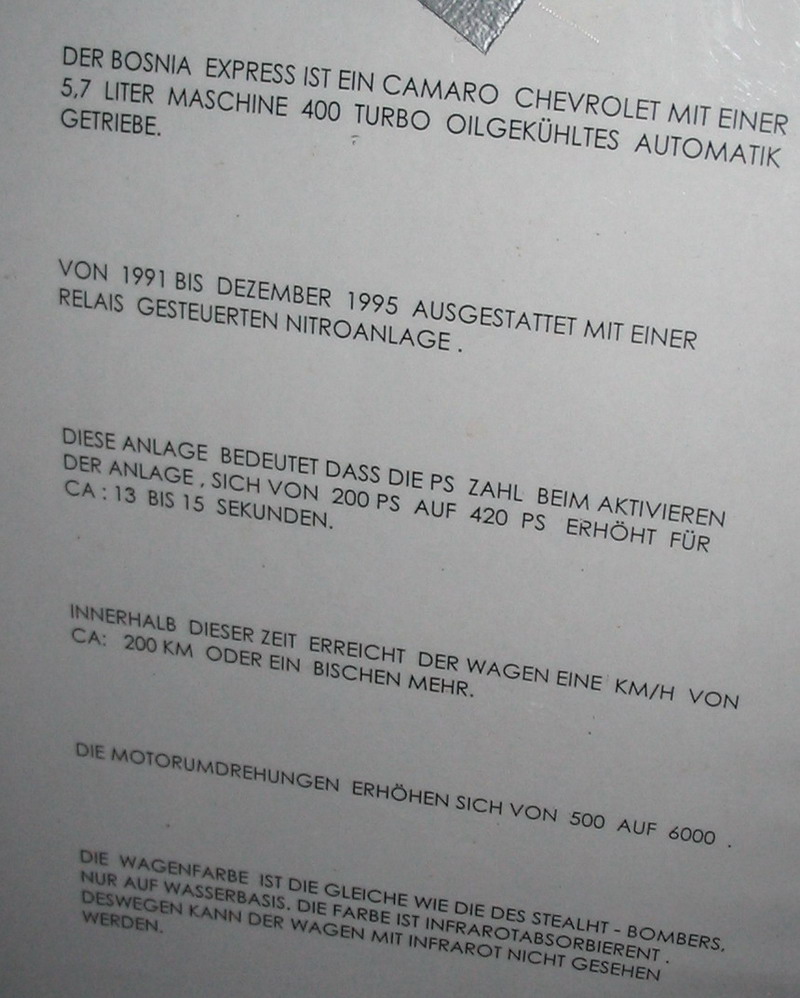 DER BOSNIA EXPRESS IST EIN CAMARO CHEVROLET MIT EINER
5,7 LITER MASCHINE 400 TURBO OILGEKÜHLTES AUTOMATIK
GETRIEBE.
VON 1991 BIS DEZEMBER 1995 AUSGESTATTET MIT EINER
RELAIS GESTEUERTEN NITROANLAGE .
DIESE ANLAGE BEDEUTET DASS DIE PS ZAHL BEIM AKTIVIEREN
DER ANLAGE , SICH VON 200 PS AUF 420 PS ERHÖHT FÜR
CA : 13 BIS 15 SEKUNDEN.
INNERHALB DIESER ZEIT ERREICHT DER WAGEN EINE KM/H VON
CA: 200 KM ODER EIN BISCHEN MEHR.
DIE MOTORUMDREHUNGEN ERHÖHEN SICH VON 500 AUF 6000 .
DIE WAGENFARBE IST DIE GLEICHE WIE DIE DES STEALHT - BOMBERS,
NUR AUF WASSERBASIS. DIE FARBE IST INFRAROTABSORBIERENT .
DESWEGEN KANN DER WAGEN MIT INFRAROT NICHT GESEHEN
WERDEN.